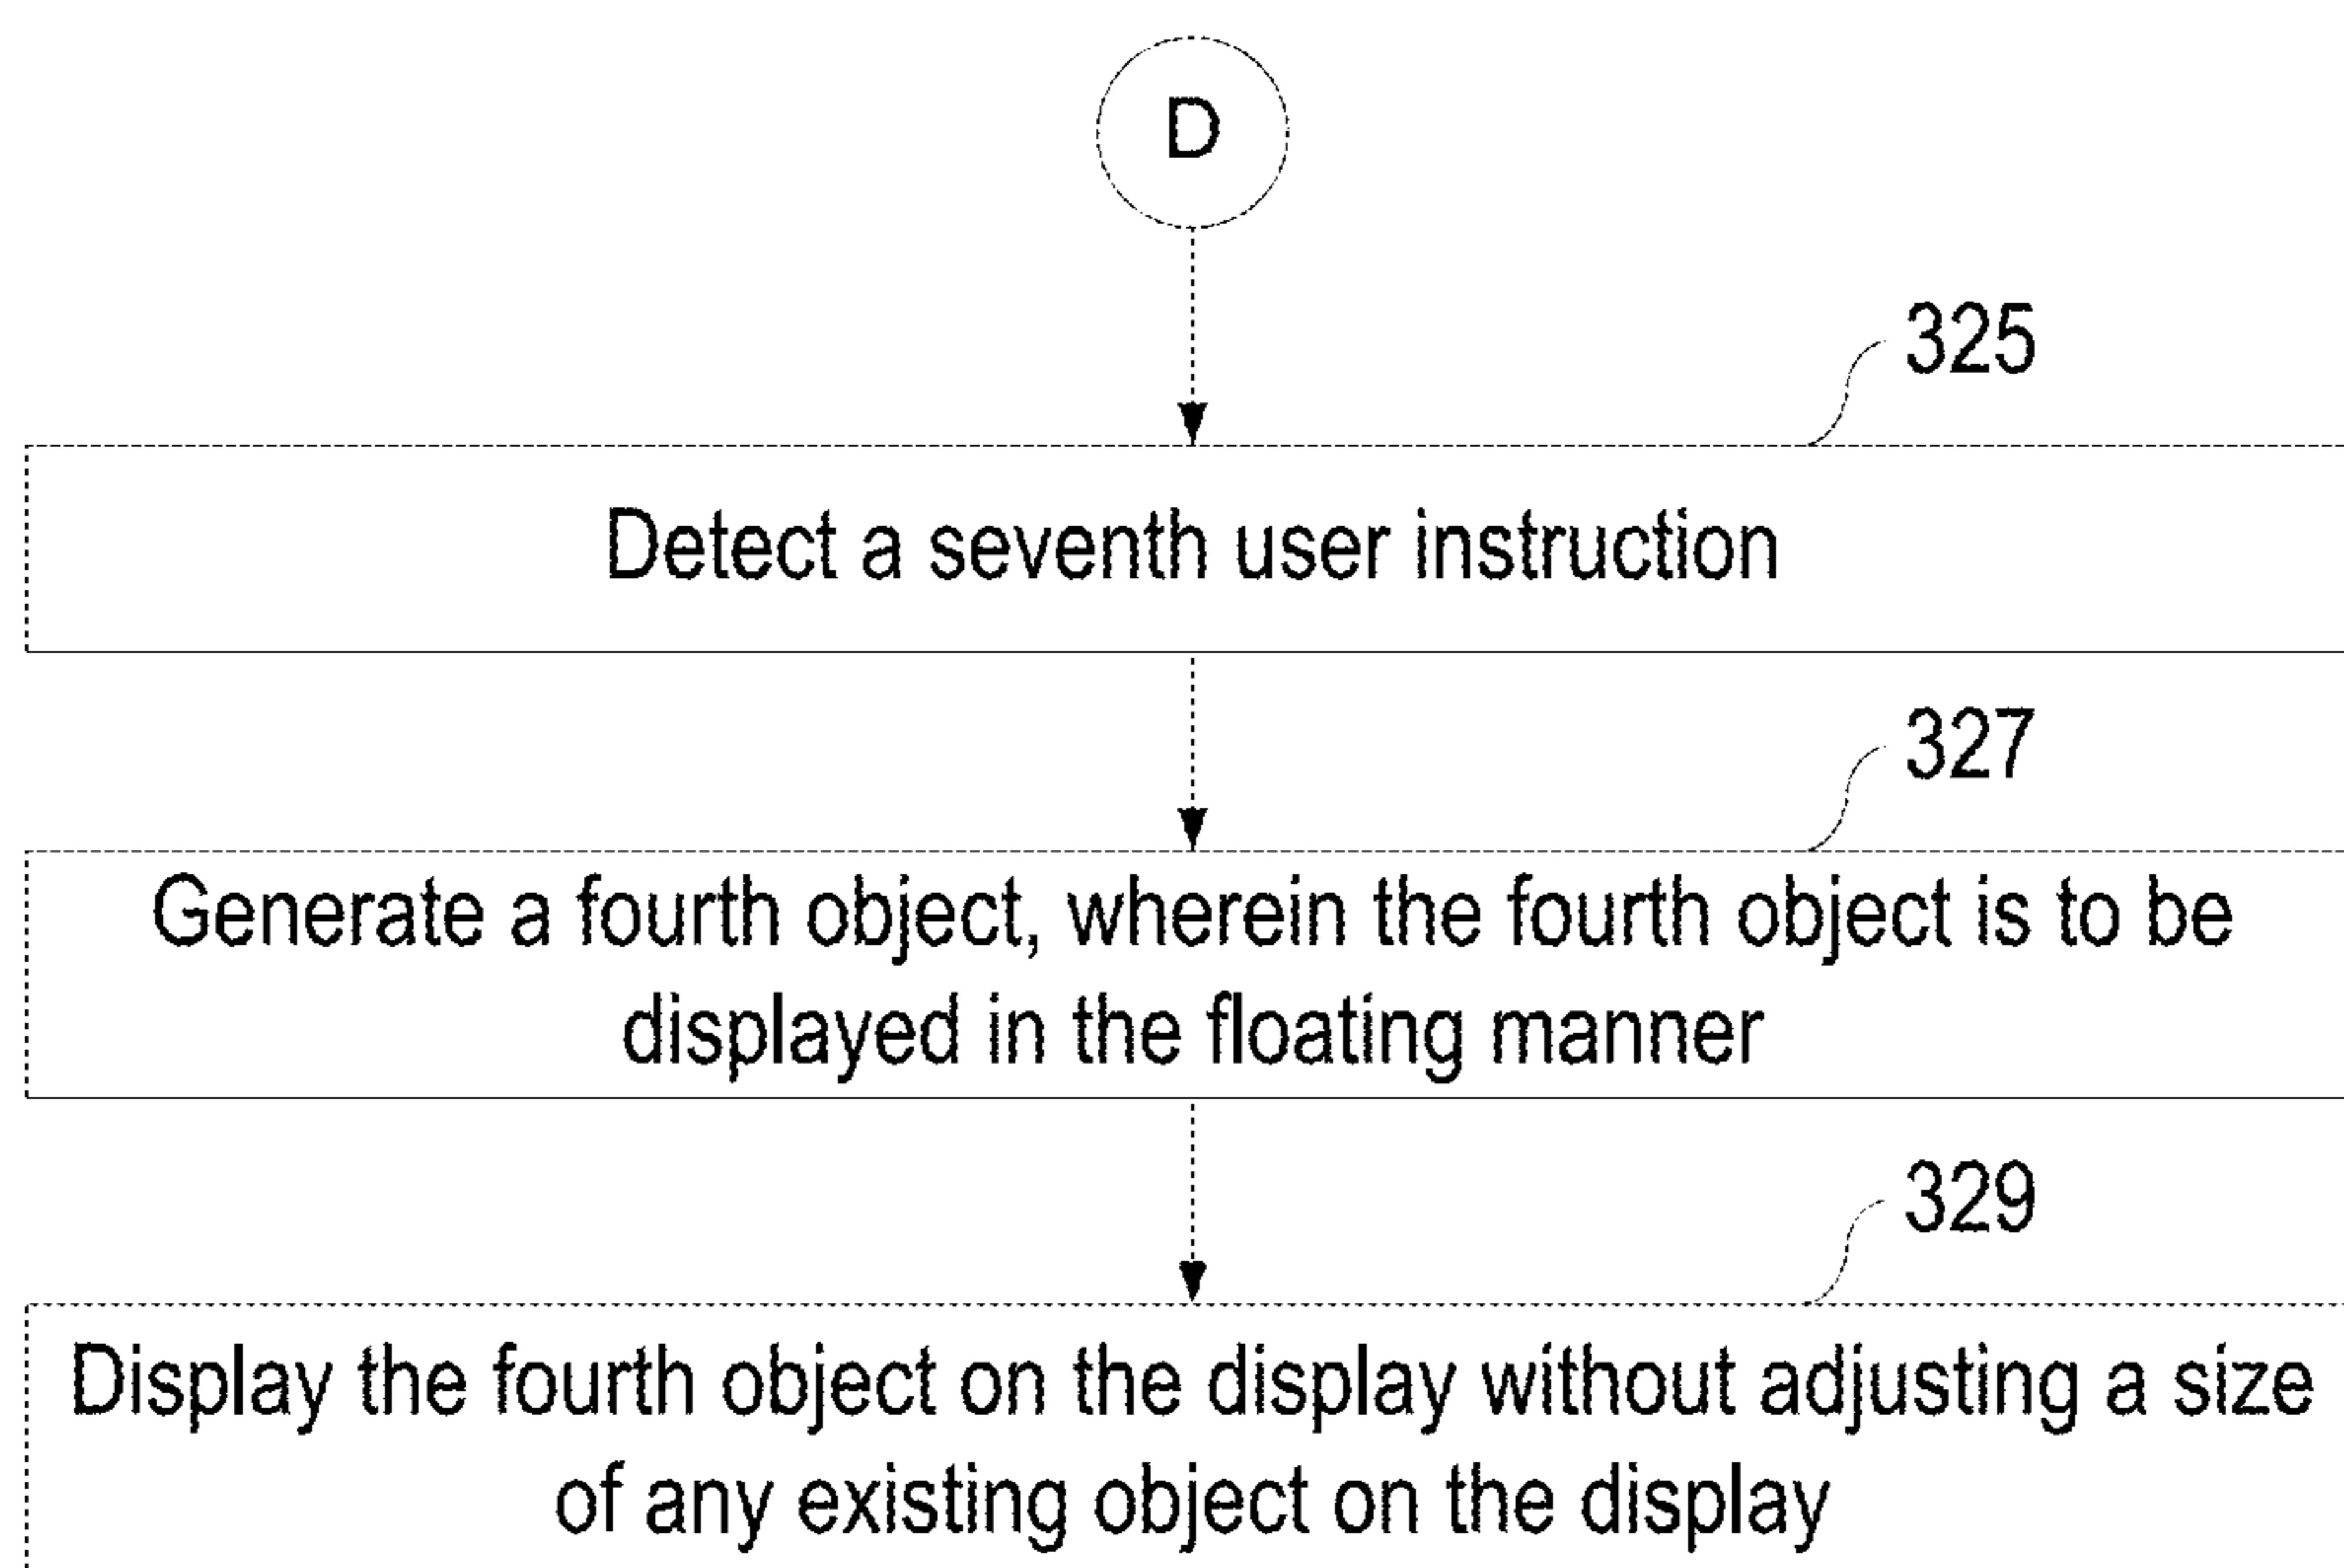 D
325
Detect a seventh user instruction
327
Generate a fourth object, wherein the fourth object is to be
displayed in the floating manner
329
Display the fourth object on the display without adjusting a size
of any existing object on the display